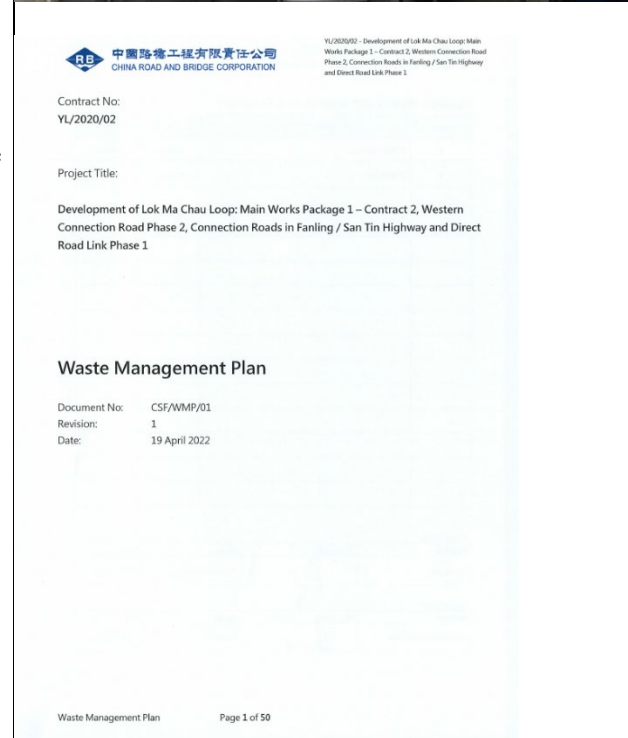 RB
中國路橋工程有限責任公司
CHINA ROAD AND BRIDGE CORPORATION
YL/2020/02 - Development of Lok Ma Chau Loop: Main
Works Package 1 – Contract 2, Western Connection Road
Phase 2, Connection Roads in Fanling / San Tin Highway
and Direct Road Link Phase 1
Contract No:
YL/2020/02
Project Title:
Development of Lok Ma Chau Loop: Main Works Package 1 – Contract 2, Western
Connection Road Phase 2, Connection Roads in Fanling / San Tin Highway and Direct
Road Link Phase 1
Waste Management Plan
Document No: CSF/WMP/01
Revision: 1
Date: 19 April 2022
Waste Management Plan Page 1 of 50